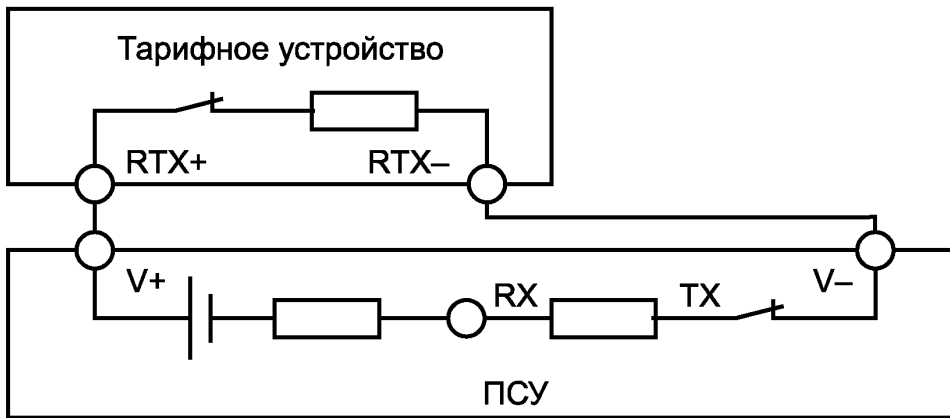 Тарифное устройство
RTX+ RTX–
V+ RX TX V–
ПСУ